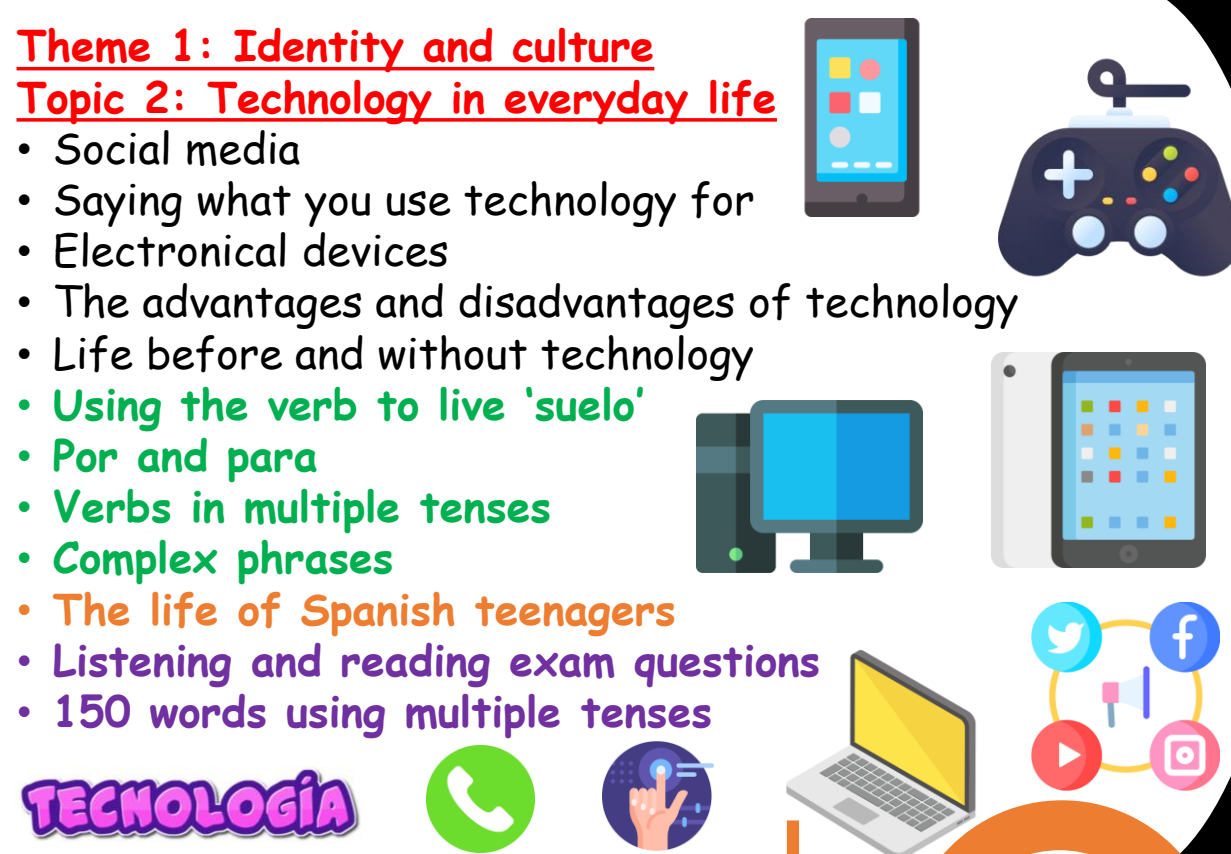 Theme 1: Identity and culture
Topic 2: Technology in everyday life
• Social media
• Saying what you use technology for
• Electronical devices
• The advantages and disadvantages of technology
• Life before and without technology
• Using the verb to live ‘suelo’
• Por and para
• Verbs in multiple tenses
• Complex phrases
• The life of Spanish teenagers
• Listening and reading exam questions
• 150 words using multiple tenses
TECNOLOGÍA